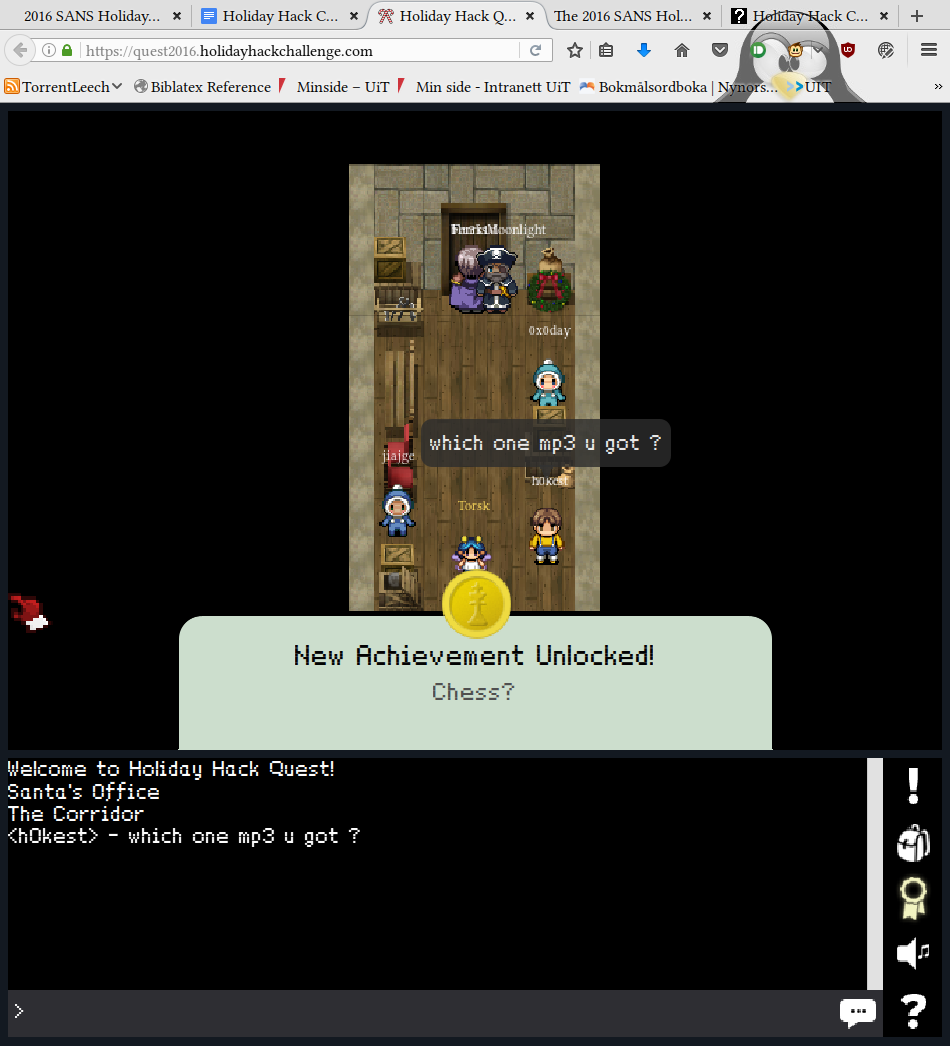 2016 SANS Holiday...
Holiday Hack C...
Holiday Hack Q...
The 2016 SANS Hol...
Holiday Hack C...
https://quest2016.holidayhackchallenge.com
TorrentLeech
Biblatex Reference
Minside – UiT
Min side - Intranett UiT
Bokmålsordboka | Nynors...
UIT
0x0day
which one mp3 u got ?
jiajge
h0kest
Torsk
New Achievement Unlocked!
Chess?
Welcome to Holiday Hack Quest!
Santa's Office
The Corridor
<h0kest> - which one mp3 u got ?
>